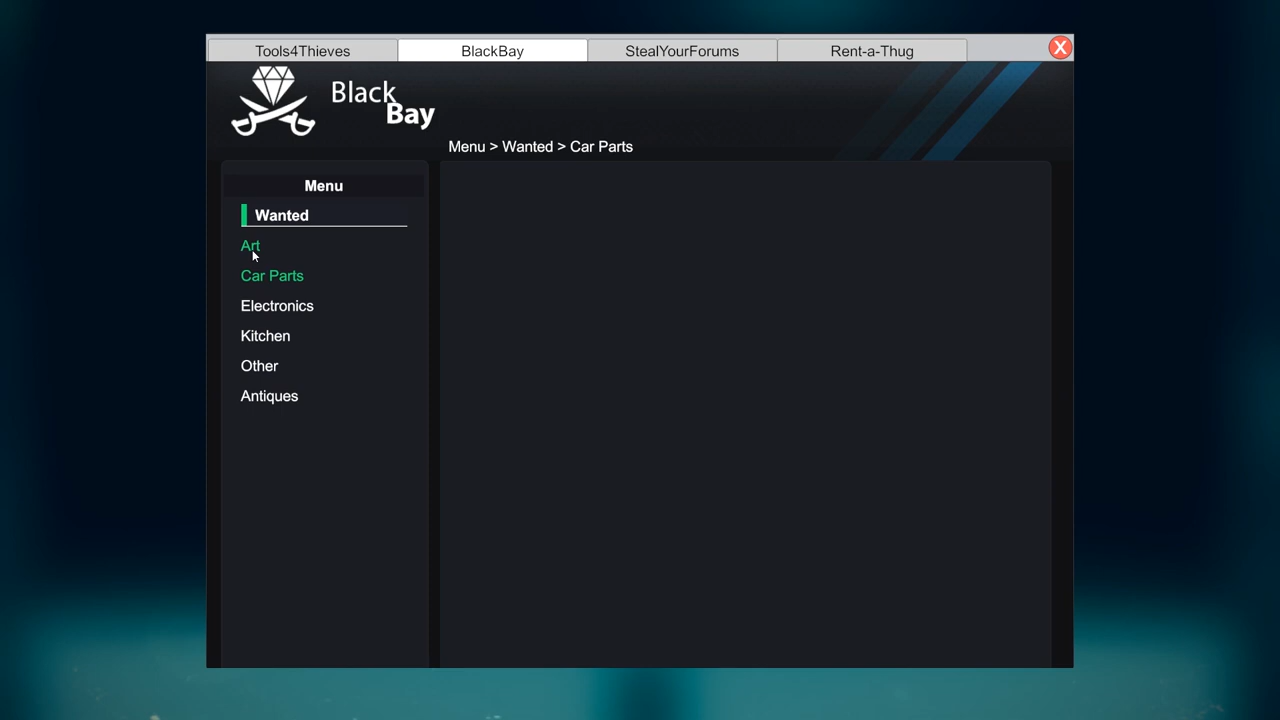 Tools4Thieves BlackBay StealYourForums Rent-a-Thug X
Black
Bay
Menu > Wanted > Car Parts
Menu
Wanted
Art
Car Parts
Electronics
Kitchen
Other
Antiques